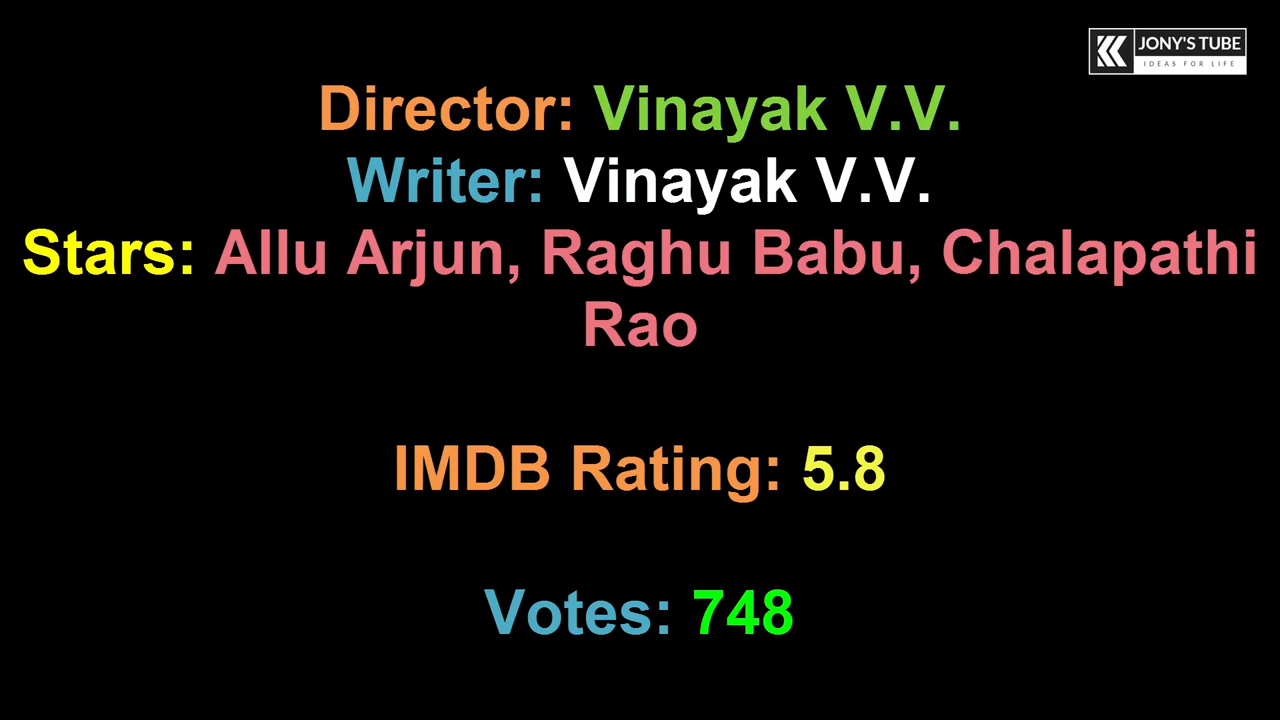 JONY'S TUBE
IDEAS FOR LIFE
Director: Vinayak V.V.
Writer: Vinayak V.V.
Stars: Allu Arjun, Raghu Babu, Chalapathi
Rao
IMDB Rating: 5.8
Votes: 748